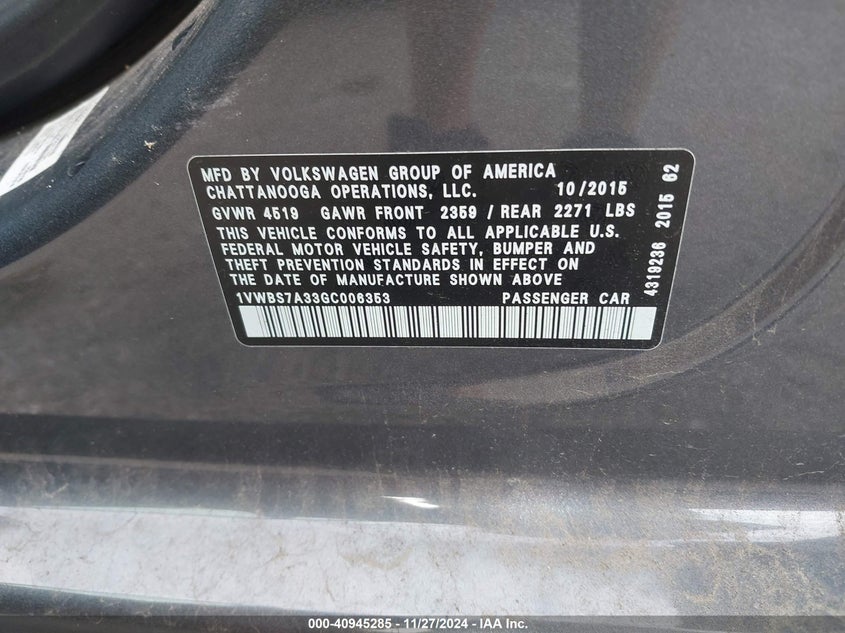 MFD BY VOLKSWAGEN GROUP OF AMERICA
CHATTANOOGA OPERATIONS, LLC. 10/2015
GVWR 4519 GAWR FRONT 2359 / REAR 2271 LBS
THIS VEHICLE CONFORMS TO ALL APPLICABLE U.S.
FEDERAL MOTOR VEHICLE SAFETY, BUMPER AND
THEFT PREVENTION STANDARDS IN EFFECT ON
THE DATE OF MANUFACTURE SHOWN ABOVE
1VWBS7A33GC006353 PASSENGER CAR
4319236 2015 62
000-40945285 - 11/27/2024 - IAA Inc.